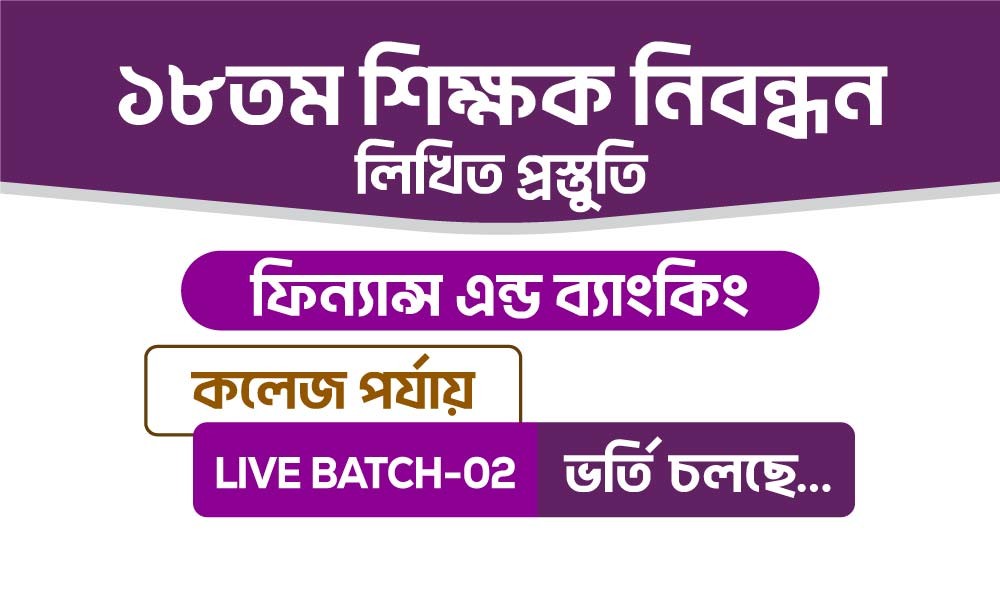 ১৮তম শিক্ষক নিবন্ধন
লিখিত প্রস্তুতি
ফিন্যান্স এন্ড ব্যাংকিং
কলেজ পর্যায়
LIVE BATCH-02 ভর্তি চলছে...